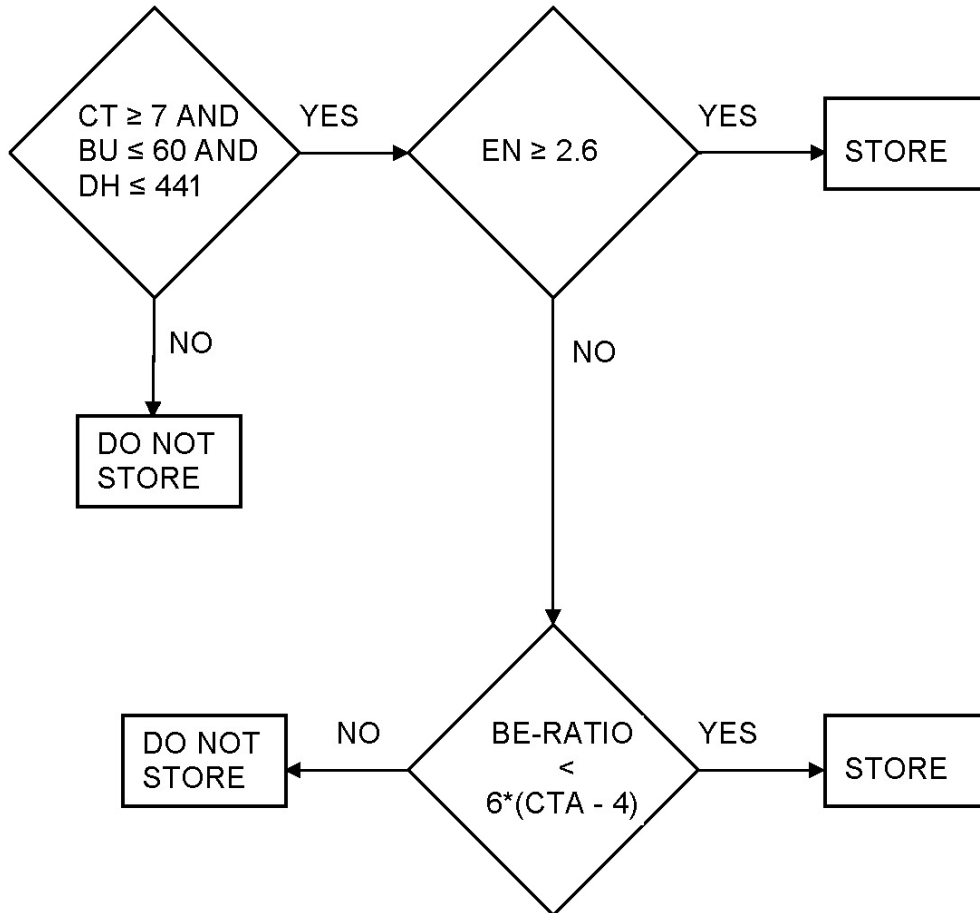 CT ≥ 7 AND
BU ≤ 60 AND
DH ≤ 441
YES
EN ≥ 2.6
YES
STORE
NO
DO NOT
STORE
NO
BE-RATIO
<
6*(CTA - 4)
NO
DO NOT
STORE
YES
STORE